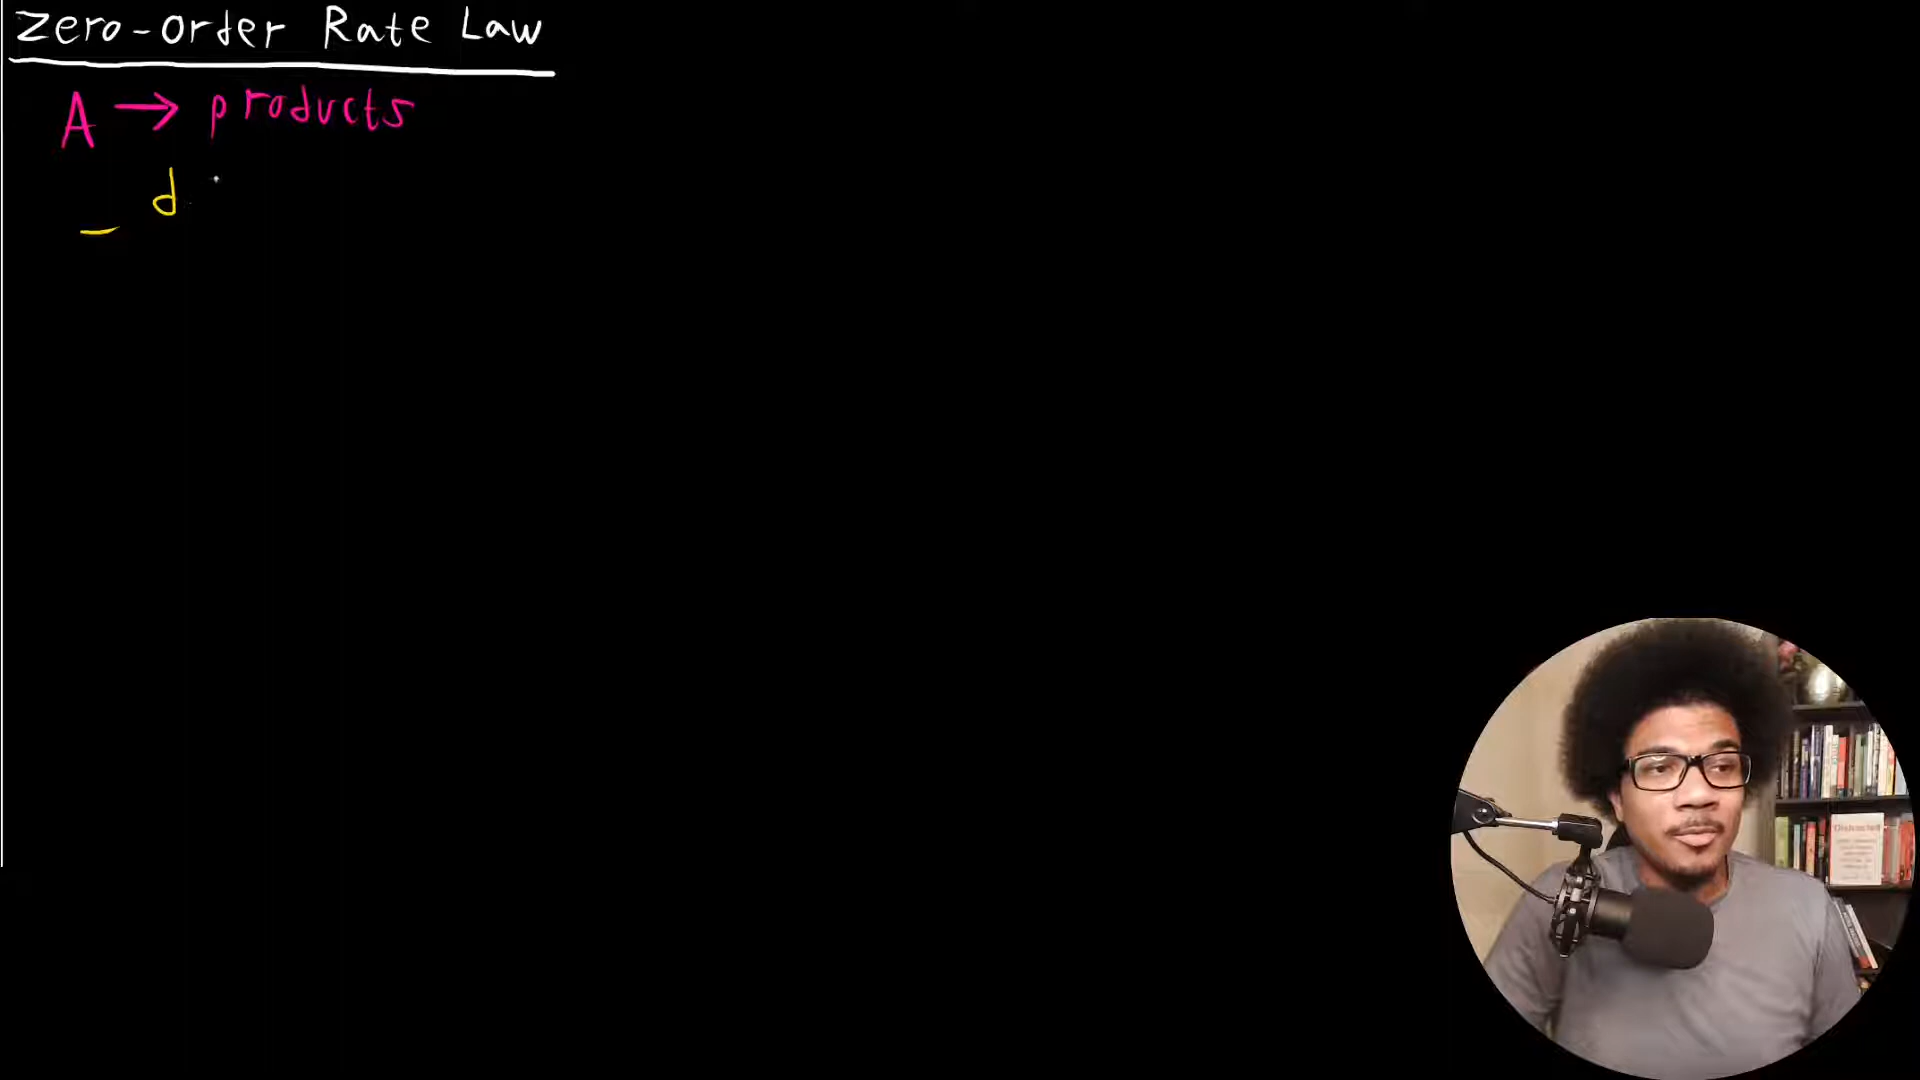 Zero-Order Rate Law
A → products
- d